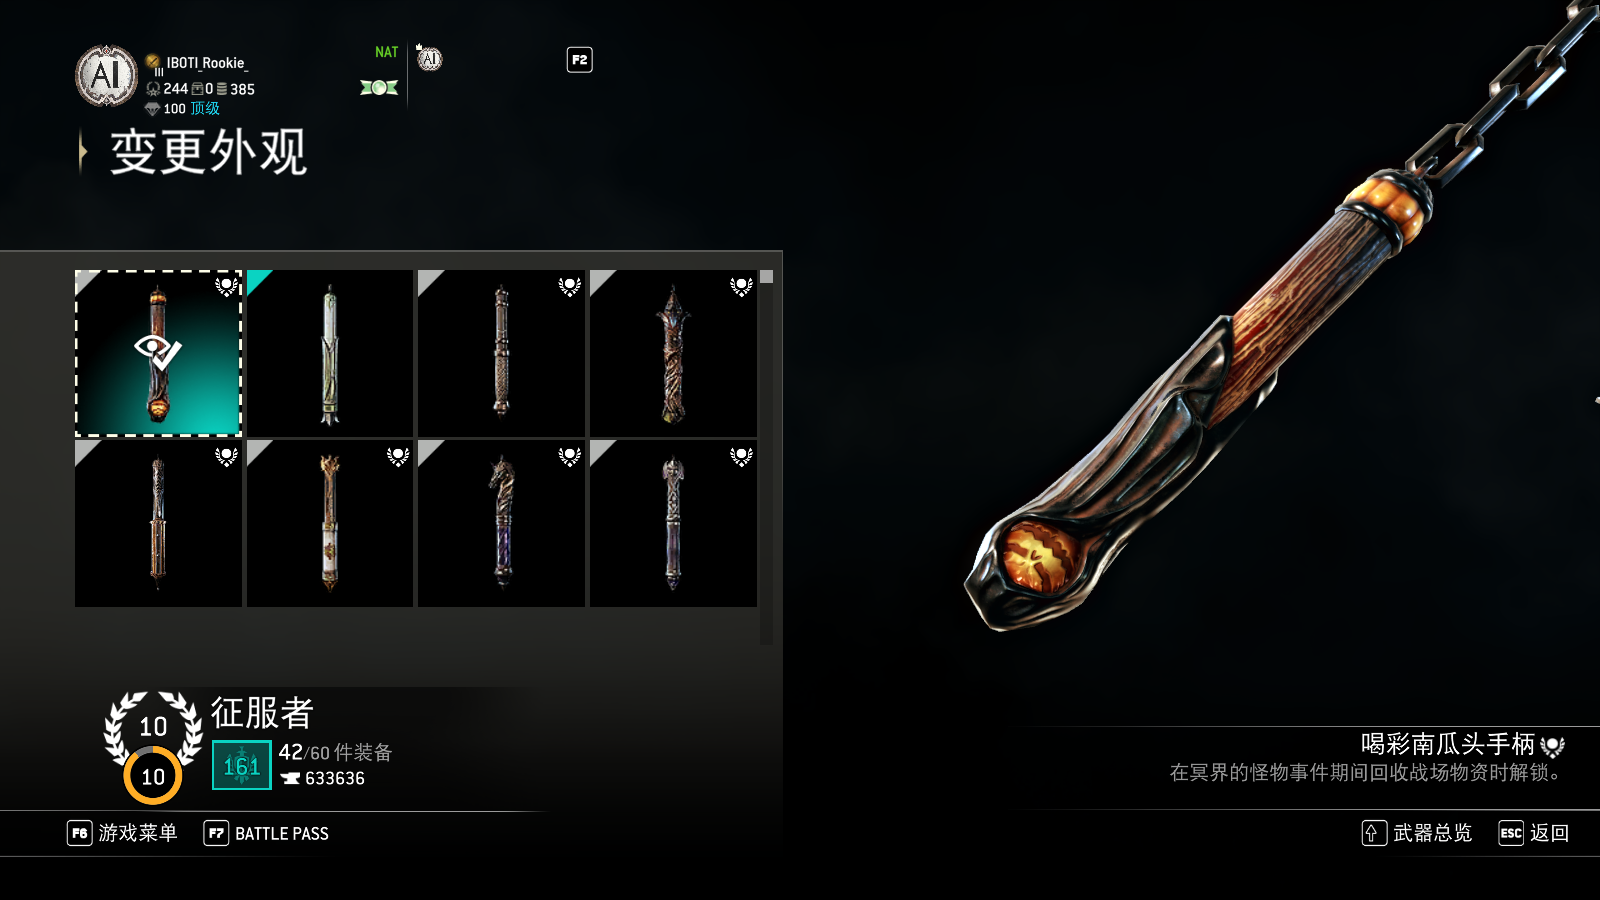 AI
IBOTI_Rookie_
III
244 0 385
100 顶级
NAT
AI
F2
变更外观
10
10
征服者
161
42/60 件装备
633636
喝彩南瓜头手柄
在冥界的怪物事件期间回收战场物资时解锁。
F6 游戏菜单
F7 BATTLE PASS
武器总览
ESC 返回